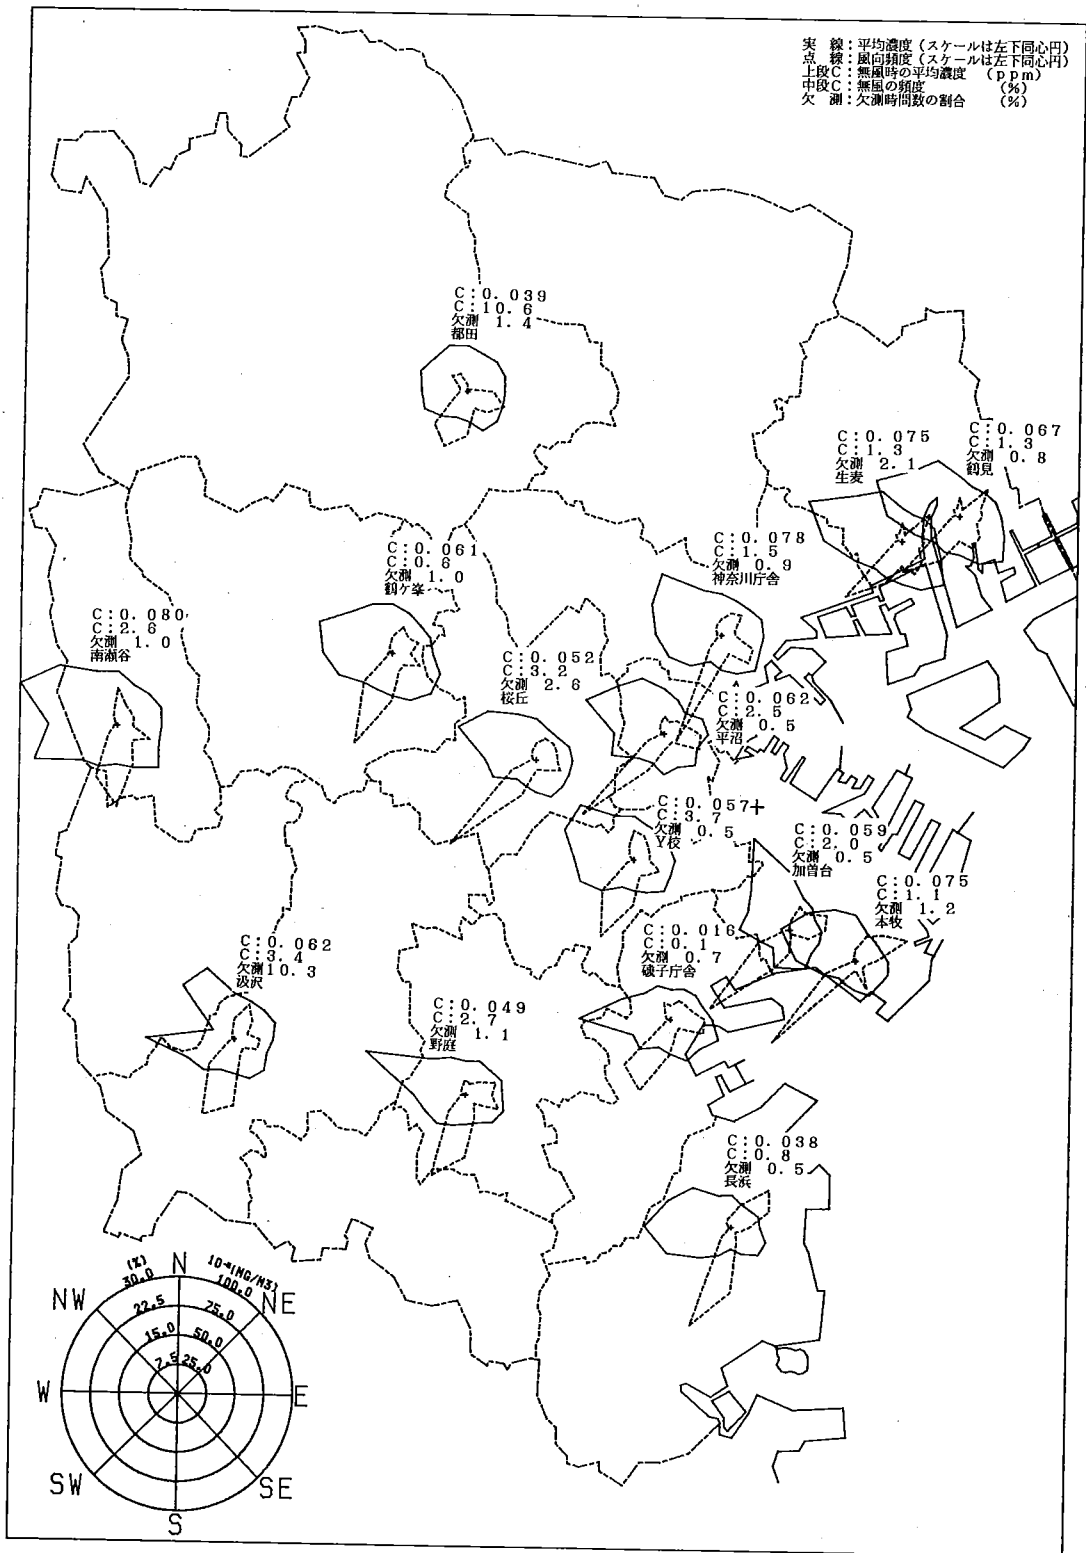 実　線：平均濃度（スケールは左下同心円）
点　線：風向頻度（スケールは左下同心円）
上段C：無風時の平均濃度　（ppm）
中段C：無風の頻度　（%）
欠　測：欠測時間数の割合　（%）
C:0.039
C:10.6
欠測 1.4
都田
C:0.067
C:1.3
欠測 0.8
鶴見
C:0.075
C:1.3
欠測 2.1
生麦
C:0.078
C:1.5
欠測 0.9
神奈川庁舎
C:0.061
C:0.6
欠測 1.0
鶴ケ峯
C:0.080
C:2.6
欠測 1.0
南瀬谷
C:0.052
C:3.2
欠測 2.6
桜丘
C:0.062
C:2.5
欠測 0.5
平沼
C:0.057
C:3.7
欠測 0.5
Y校
C:0.059
C:2.0
欠測 0.5
加曽台
C:0.075
C:1.1
欠測 1.2
本牧
C:0.016
C:0.1
欠測 0.7
磯子庁舎
C:0.062
C:3.4
欠測10.3
汲沢
C:0.049
C:2.7
欠測 1.1
野庭
C:0.038
C:0.8
欠測 0.5
長浜
(%)
30.0
22.5
15.0
7.5
(MG/M3)
100.0
75.0
50.0
25.0
N
NE
E
SE
S
SW
W
NW